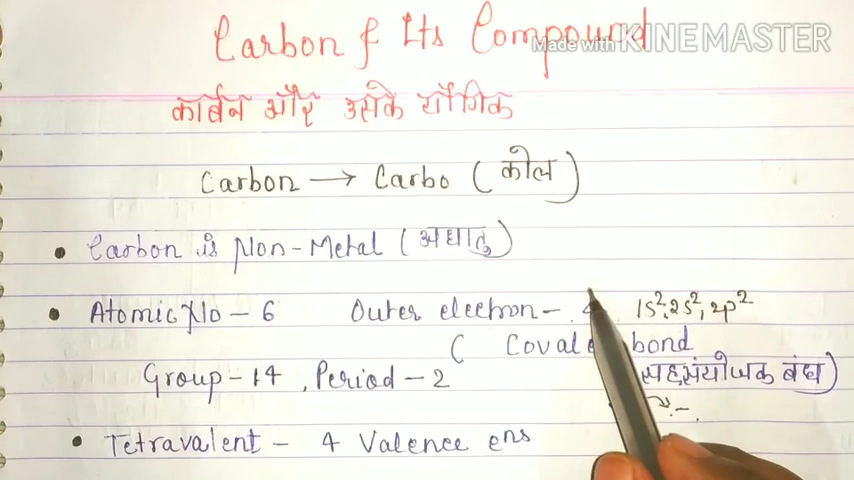 Carbon & Its Compound
Made with KINEMASTER
कार्बन और उसके यौगिक
Carbon → Carbo (कोल)
• Carbon is Non-Metal (अधातु)
• Atomic No - 6 Outer electron - 4 1s², 2s², 2p²
( Covale bond
Group - 14 , Period - 2 सहसंयोजक बंध)
• Tetravalent - 4 Valence ens